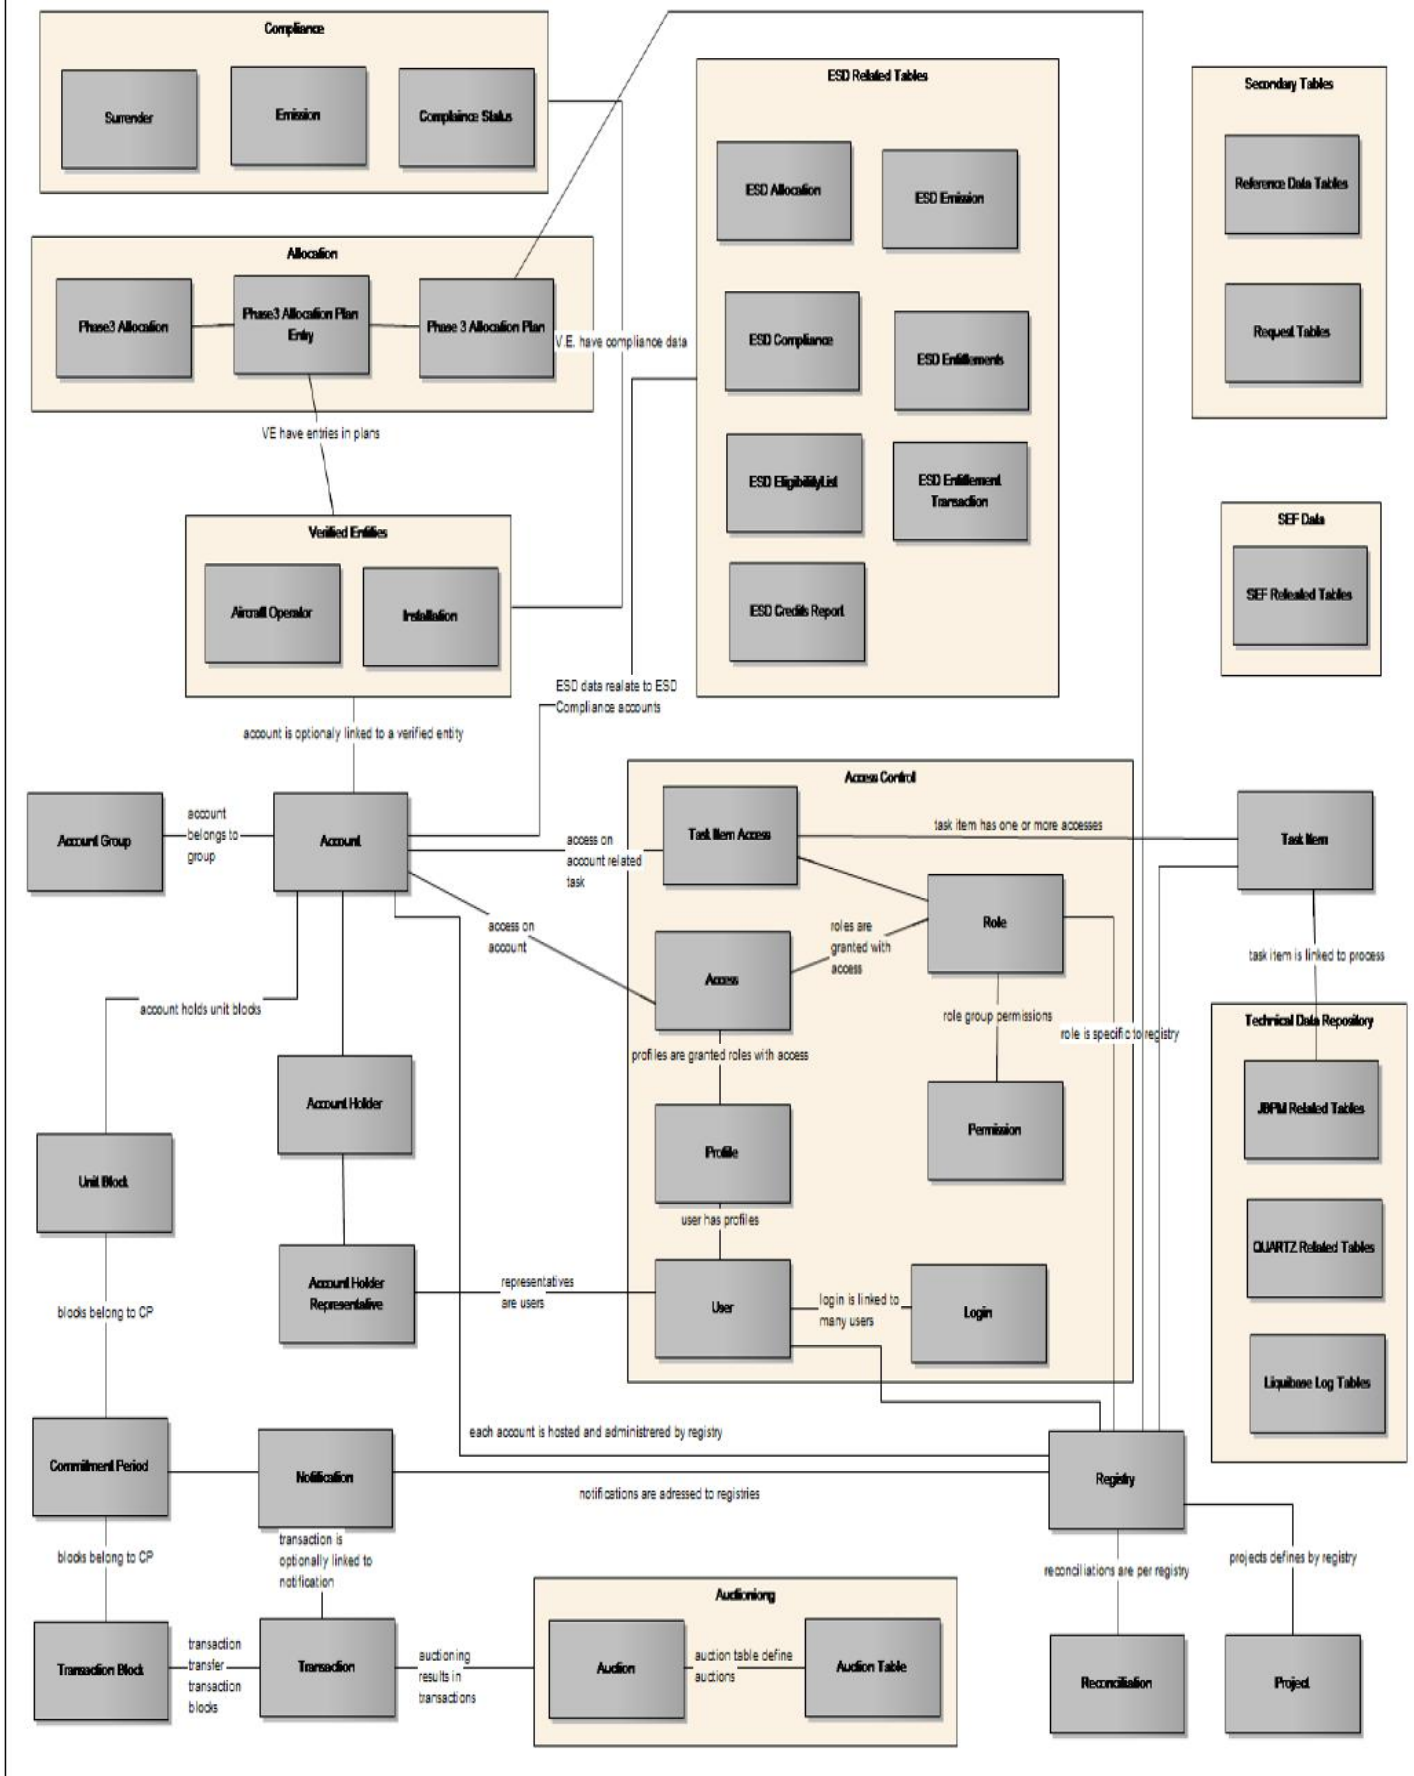 Compliance
Surrender
Emission
Complaince Status
ESD Related Tables
ESD Allocation
ESD Emission
ESD Compliance
ESD Entitlements
ESD EligibilityList
ESD Entitlement
Transaction
ESD Credits Report
Secondary Tables
Reference Data Tables
Request Tables
Allocation
Phase3 Allocation
Phase3 Allocation Plan
Entry
Phase 3 Allocation Plan
V.E. have compliance data
VE have entries in plans
Verified Entities
Aircraft Operator
Installation
SEF Data
SEF Releated Tables
ESD data realate to ESD
Compliance accounts
account is optionaly linked to a verified entity
Account Group
account
belongs to
group
Account
access on
account related
task
access on
account
Access Control
Task Item Access
task item has one or more accesses
Task Item
Role
roles are
granted with
access
Access
role group permissions
role is specific to registry
task item is linked to process
profiles are granted roles with access
Technical Data Repository
JBPM Related Tables
QUARTZ Related Tables
Liquibase Log Tables
account holds unit blocks
Account Holder
Profile
Permission
Unit Block
user has profiles
Account Holder
Representative
representatives
are users
User
login is linked to
many users
Login
blocks belong to CP
each account is hosted and administrered by registry
Commitment Period
Notification
Registry
notifications are adressed to registries
transaction is
optionally linked to
notification
blocks belong to CP
reconciliations are per registry
projects defines by registry
Transaction Block
transaction
transfer
transaction
blocks
Transaction
auctioning
results in
transactions
Auctioniong
Auction
auction table define
auctions
Auction Table
Reconciliation
Project